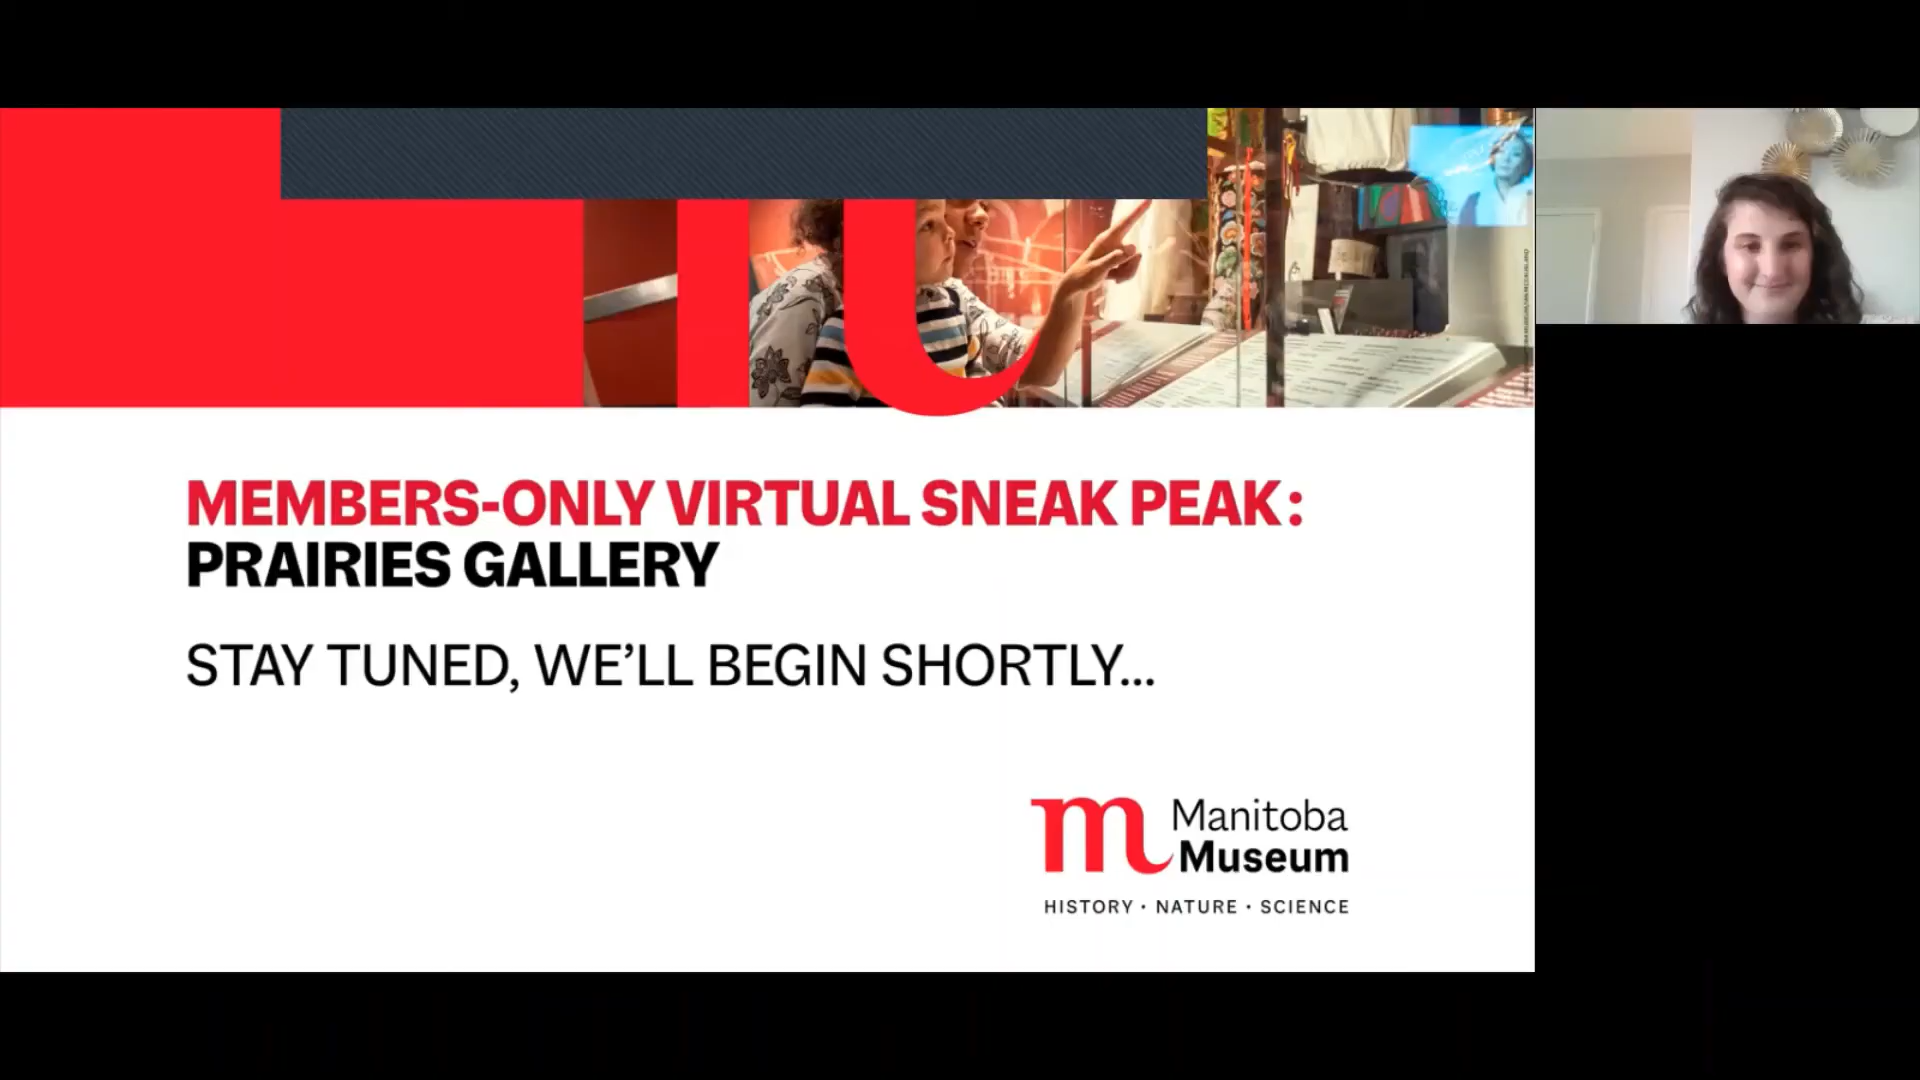 MEMBERS-ONLY VIRTUAL SNEAK PEAK:
PRAIRIES GALLERY
STAY TUNED, WE'LL BEGIN SHORTLY...
m Manitoba
Museum
HISTORY · NATURE · SCIENCE